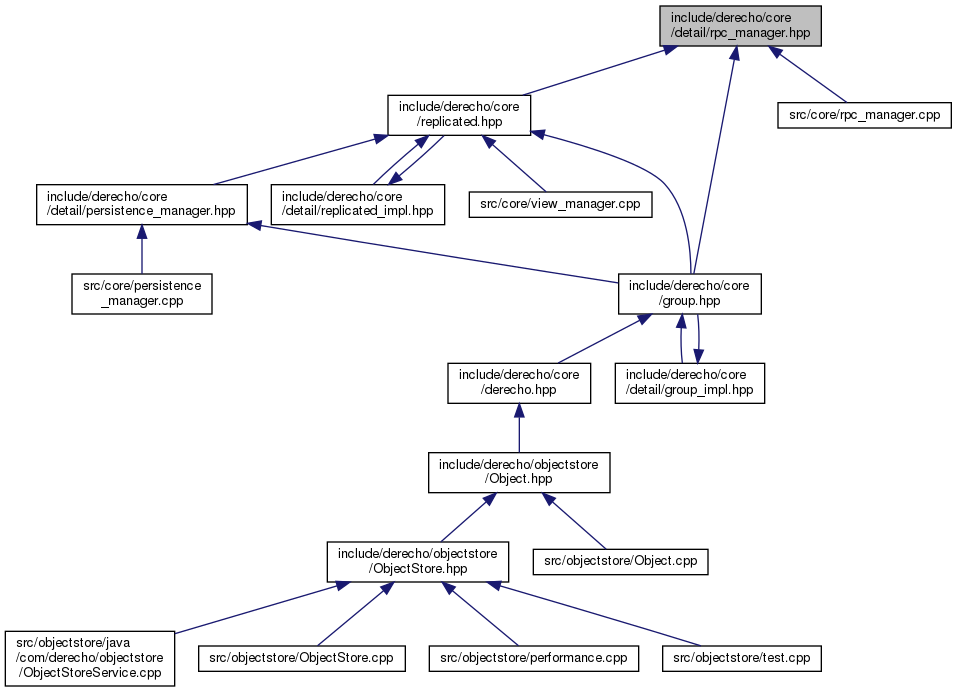 include/derecho/core
/detail/rpc_manager.hpp
include/derecho/core
/replicated.hpp
src/core/rpc_manager.cpp
include/derecho/core
/detail/persistence_manager.hpp
include/derecho/core
/detail/replicated_impl.hpp
src/core/view_manager.cpp
src/core/persistence
_manager.cpp
include/derecho/core
/group.hpp
include/derecho/core
/derecho.hpp
include/derecho/core
/detail/group_impl.hpp
include/derecho/objectstore
/Object.hpp
include/derecho/objectstore
/ObjectStore.hpp
src/objectstore/Object.cpp
src/objectstore/java
/com/derecho/objectstore
/ObjectStoreService.cpp
src/objectstore/ObjectStore.cpp
src/objectstore/performance.cpp
src/objectstore/test.cpp